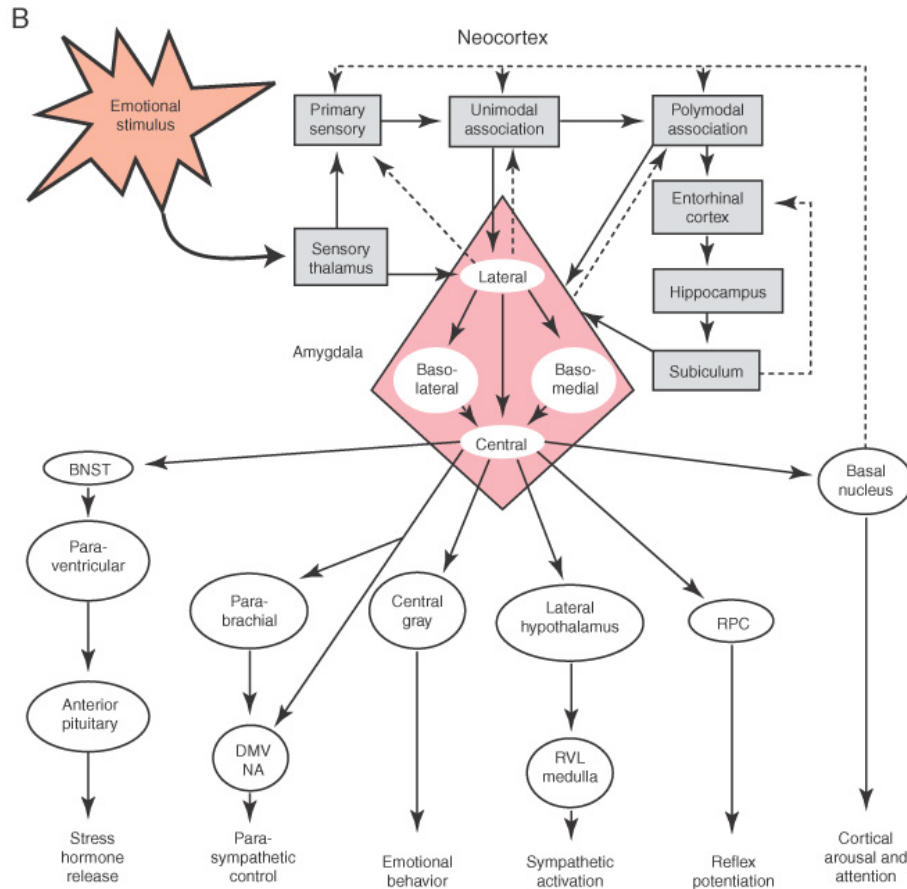 B
Neocortex
Emotional
stimulus
Primary
sensory
Unimodal
association
Polymodal
association
Entorhinal
cortex
Sensory
thalamus
Lateral
Hippocampus
Amygdala
Baso-
lateral
Baso-
medial
Subiculum
Central
BNST
Basal
nucleus
Para-
ventricular
Para-
brachial
Central
gray
Lateral
hypothalamus
RPC
Anterior
pituitary
DMV
NA
RVL
medulla
Stress
hormone
release
Para-
sympathetic
control
Emotional
behavior
Sympathetic
activation
Reflex
potentiation
Cortical
arousal and
attention